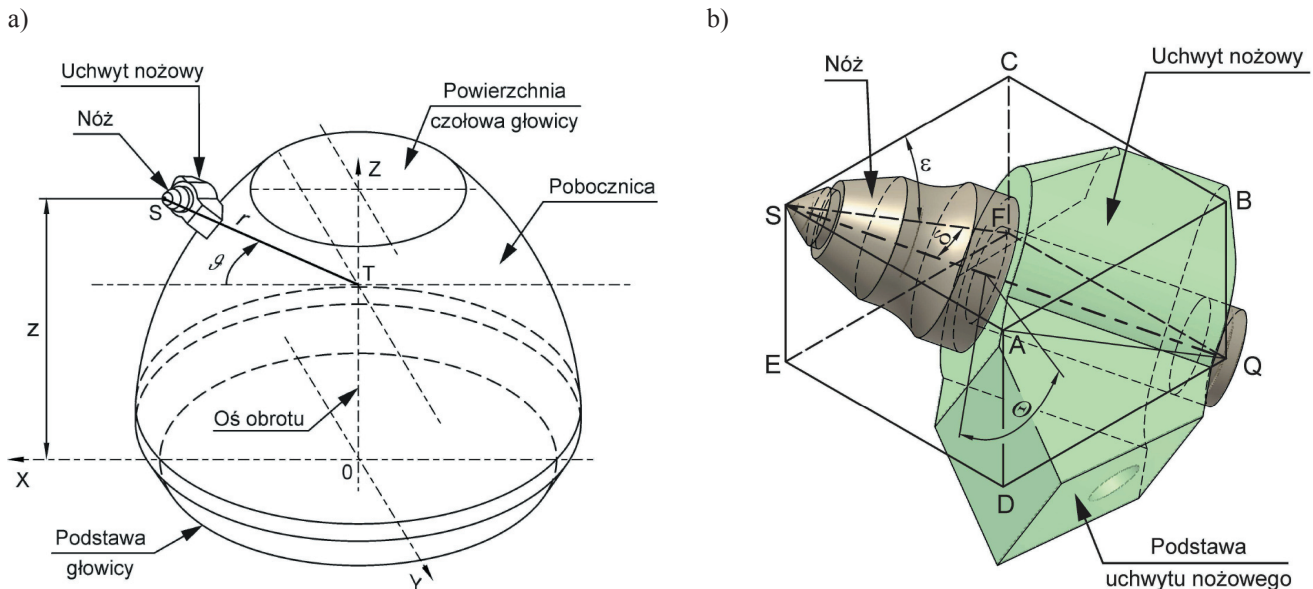 a)
Uchwyt nożowy
Nóż
S
r
ϑ
T
Z
Powierzchnia
czołowa głowicy
Pobocznica
z
Oś obrotu
X
0
Podstawa
głowicy
Y
b)
Nóż
C
Uchwyt nożowy
ε
S
F
δ
B
A
E
Q
Θ
D
Podstawa
uchwytu nożowego